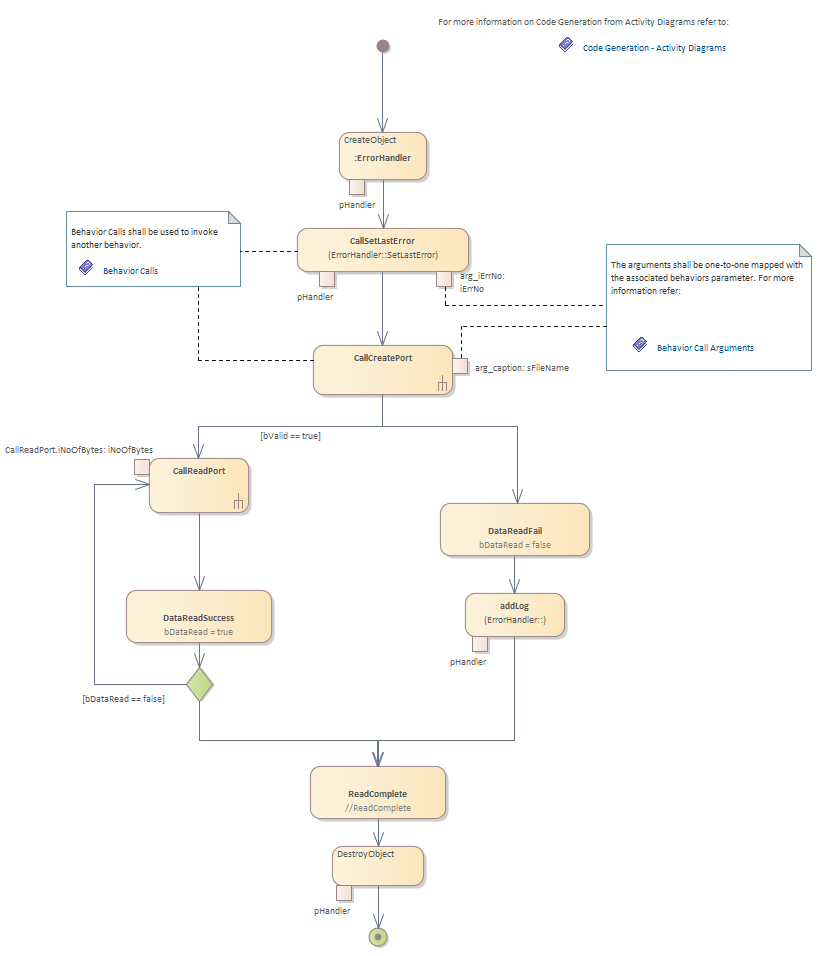 For more information on Code Generation from Activity Diagrams refer to:
Code Generation - Activity Diagrams
CreateObject
:ErrorHandler
pHandler
Behavior Calls shall be used to invoke
another behavior.
Behavior Calls
CallSetLastError
(ErrorHandler::SetLastError)
pHandler
arg_iErrNo:
iErrNo
The arguments shall be one-to-one mapped with
the associated behaviors parameter. For more
information refer:
Behavior Call Arguments
CallCreatePort
arg_caption: sFileName
[bValid == true]
CallReadPort.iNoOfBytes: iNoOfBytes
CallReadPort
DataReadFail
bDataRead = false
DataReadSuccess
bDataRead = true
addLog
(ErrorHandler::)
pHandler
[bDataRead == false]
ReadComplete
//ReadComplete
DestroyObject
pHandler